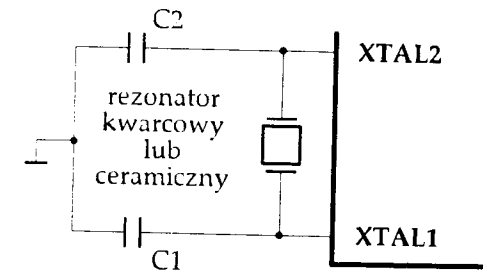 C2
XTAL2
rezonator
kwarcowy
lub
ceramiczny
XTAL1
C1